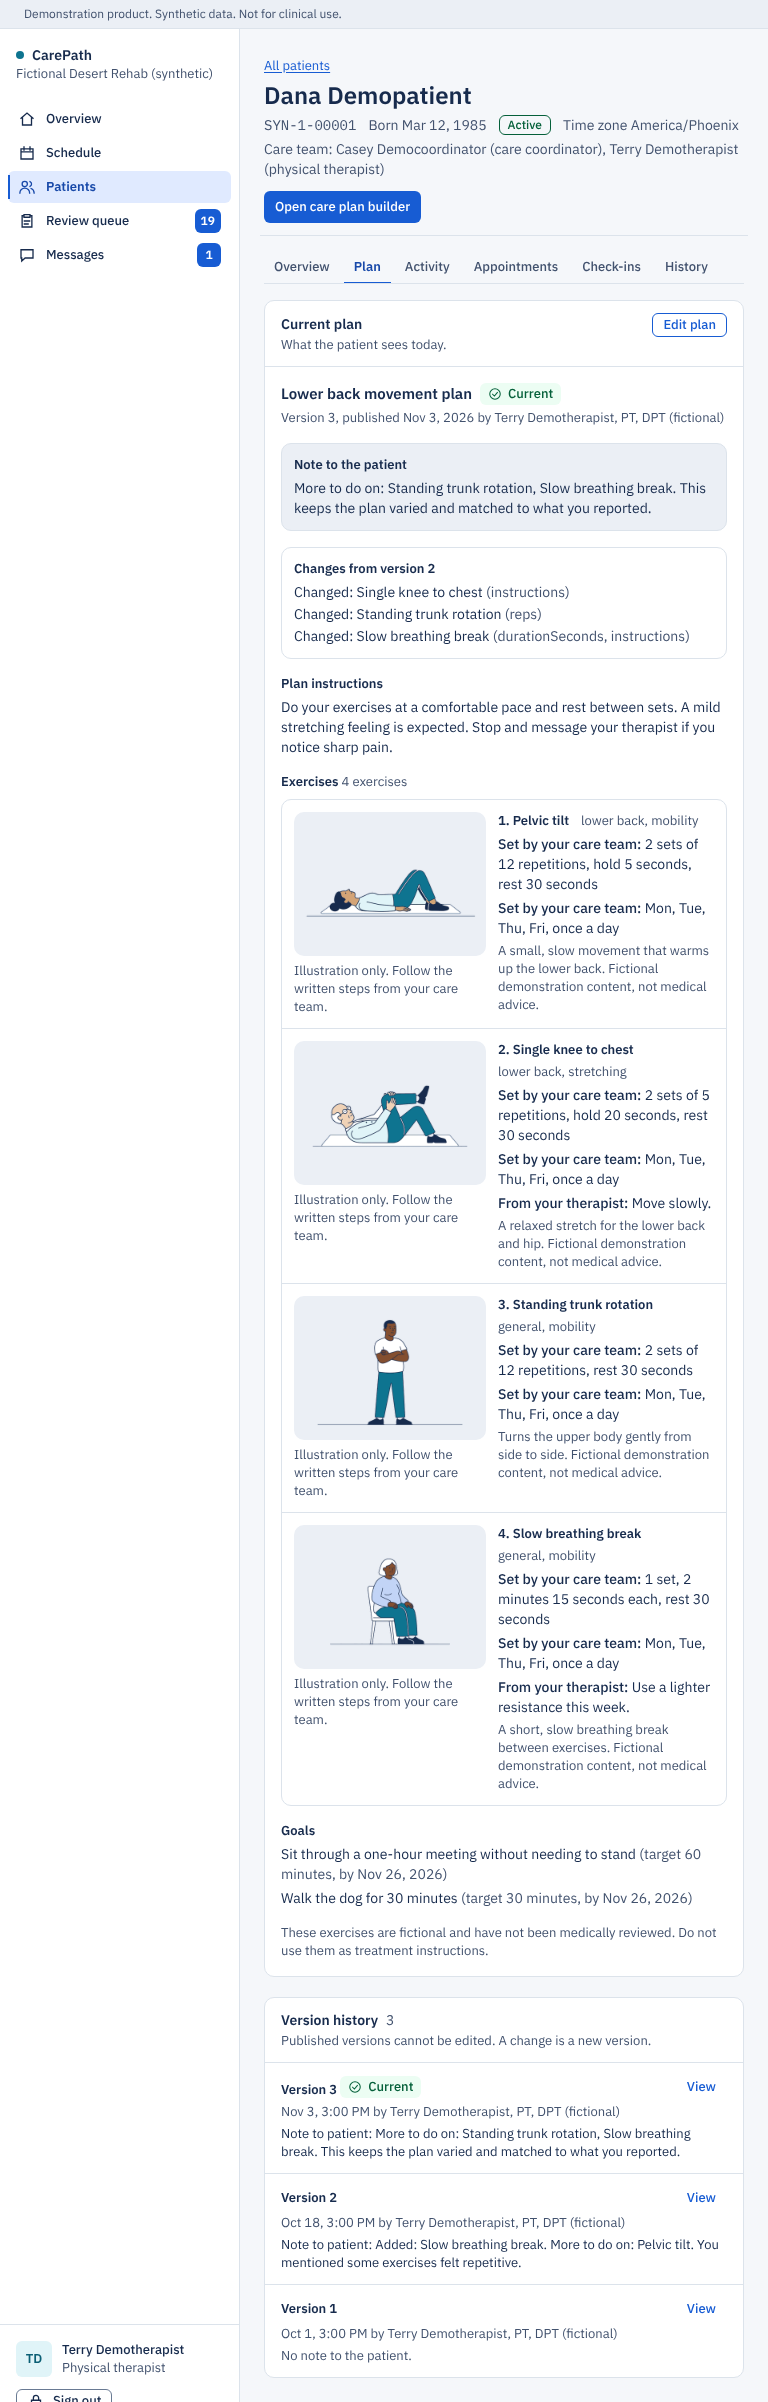 Demonstration product. Synthetic data. Not for clinical use.
CarePath
Fictional Desert Rehab (synthetic)
Overview
Schedule
Patients
Review queue 19
Messages 1
All patients
Dana Demopatient
SYN-1-00001 Born Mar 12, 1985 Active Time zone America/Phoenix
Care team: Casey Democoordinator (care coordinator), Terry Demotherapist
(physical therapist)
Open care plan builder
Overview Plan Activity Appointments Check-ins History
Current plan
Edit plan
What the patient sees today.
Lower back movement plan Current
Version 3, published Nov 3, 2026 by Terry Demotherapist, PT, DPT (fictional)
Note to the patient
More to do on: Standing trunk rotation, Slow breathing break. This
keeps the plan varied and matched to what you reported.
Changes from version 2
Changed: Single knee to chest (instructions)
Changed: Standing trunk rotation (reps)
Changed: Slow breathing break (durationSeconds, instructions)
Plan instructions
Do your exercises at a comfortable pace and rest between sets. A mild
stretching feeling is expected. Stop and message your therapist if you
notice sharp pain.
Exercises 4 exercises
Illustration only. Follow the
written steps from your care
team.
1. Pelvic tilt lower back, mobility
Set by your care team: 2 sets of
12 repetitions, hold 5 seconds,
rest 30 seconds
Set by your care team: Mon, Tue,
Thu, Fri, once a day
A small, slow movement that warms
up the lower back. Fictional
demonstration content, not medical
advice.
Illustration only. Follow the
written steps from your care
team.
2. Single knee to chest
lower back, stretching
Set by your care team: 2 sets of 5
repetitions, hold 20 seconds, rest
30 seconds
Set by your care team: Mon, Tue,
Thu, Fri, once a day
From your therapist: Move slowly.
A relaxed stretch for the lower back
and hip. Fictional demonstration
content, not medical advice.
Illustration only. Follow the
written steps from your care
team.
3. Standing trunk rotation
general, mobility
Set by your care team: 2 sets of
12 repetitions, rest 30 seconds
Set by your care team: Mon, Tue,
Thu, Fri, once a day
Turns the upper body gently from
side to side. Fictional demonstration
content, not medical advice.
Illustration only. Follow the
written steps from your care
team.
4. Slow breathing break
general, mobility
Set by your care team: 1 set, 2
minutes 15 seconds each, rest 30
seconds
Set by your care team: Mon, Tue,
Thu, Fri, once a day
From your therapist: Use a lighter
resistance this week.
A short, slow breathing break
between exercises. Fictional
demonstration content, not medical
advice.
Goals
Sit through a one-hour meeting without needing to stand (target 60
minutes, by Nov 26, 2026)
Walk the dog for 30 minutes (target 30 minutes, by Nov 26, 2026)
These exercises are fictional and have not been medically reviewed. Do not
use them as treatment instructions.
Version history 3
Published versions cannot be edited. A change is a new version.
Version 3 Current View
Nov 3, 3:00 PM by Terry Demotherapist, PT, DPT (fictional)
Note to patient: More to do on: Standing trunk rotation, Slow breathing
break. This keeps the plan varied and matched to what you reported.
Version 2 View
Oct 18, 3:00 PM by Terry Demotherapist, PT, DPT (fictional)
Note to patient: Added: Slow breathing break. More to do on: Pelvic tilt. You
mentioned some exercises felt repetitive.
Version 1 View
Oct 1, 3:00 PM by Terry Demotherapist, PT, DPT (fictional)
No note to the patient.
TD
Terry Demotherapist
Physical therapist
Sign out